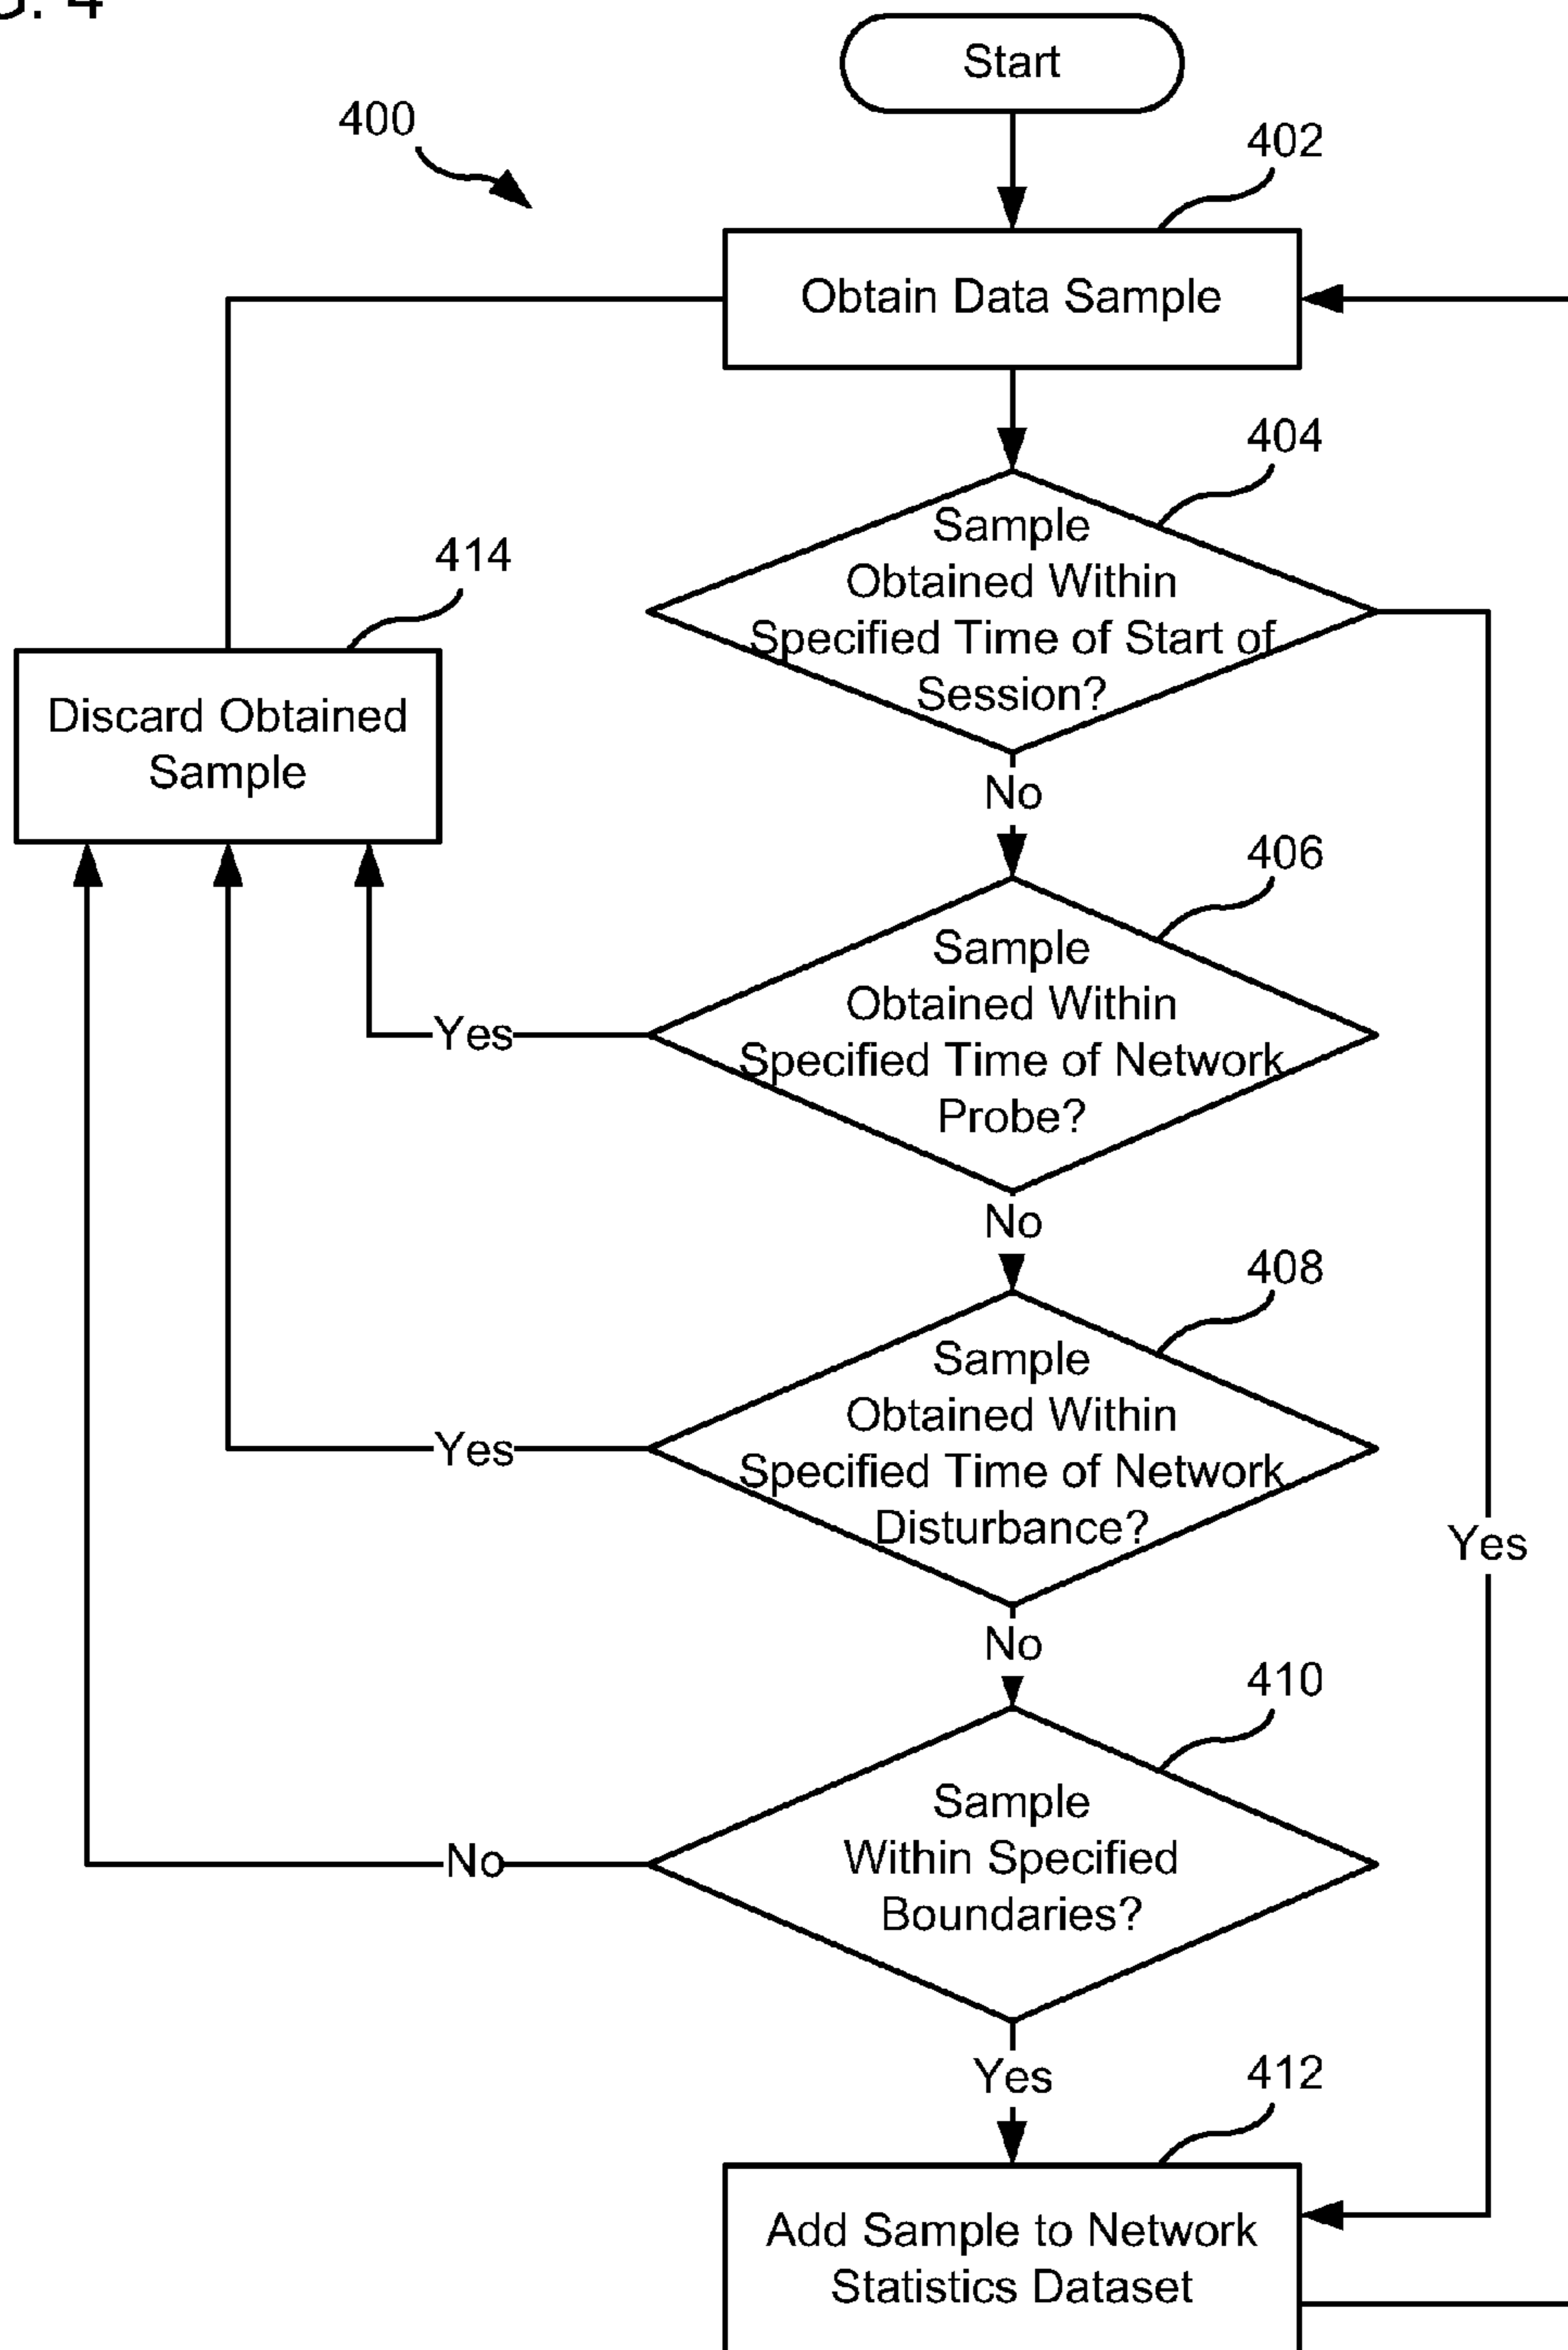 4
Start
400
402
Obtain Data Sample
404
Sample
Obtained Within
Specified Time of Start of
Session?
414
Discard Obtained
Sample
No
406
Sample
Obtained Within
Specified Time of Network
Probe?
Yes
No
408
Sample
Obtained Within
Specified Time of Network
Disturbance?
Yes
Yes
No
410
Sample
Within Specified
Boundaries?
No
Yes
412
Add Sample to Network
Statistics Dataset